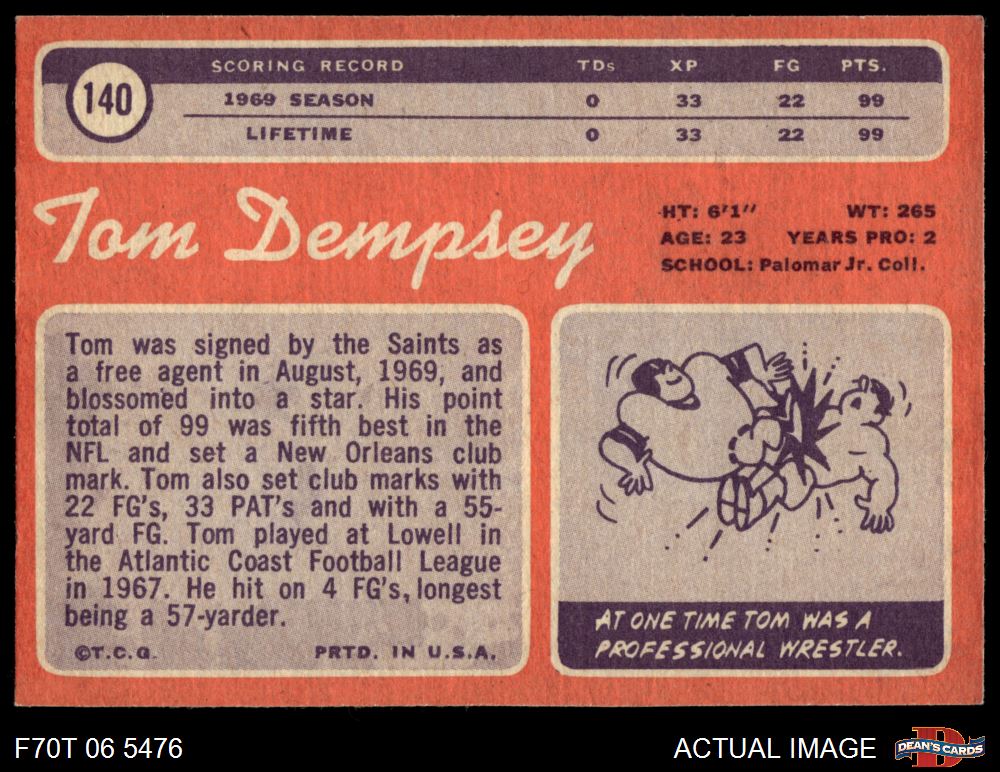 140
SCORING RECORD TDs XP FG PTS.
1969 SEASON 0 33 22 99
LIFETIME 0 33 22 99
Tom Dempsey
HT: 6'1" WT: 265
AGE: 23 YEARS PRO: 2
SCHOOL: Palomar Jr. Coll.
Tom was signed by the Saints as
a free agent in August, 1969, and
blossomed into a star. His point
total of 99 was fifth best in the
NFL and set a New Orleans club
mark. Tom also set club marks with
22 FG's, 33 PAT's and with a 55-
yard FG. Tom played at Lowell in
the Atlantic Coast Football League
in 1967. He hit on 4 FG's, longest
being a 57-yarder.
©T.C.G. PRTD. IN U.S.A.
AT ONE TIME TOM WAS A
PROFESSIONAL WRESTLER.
F70T 06 5476 ACTUAL IMAGE D DEAN'S CARDS